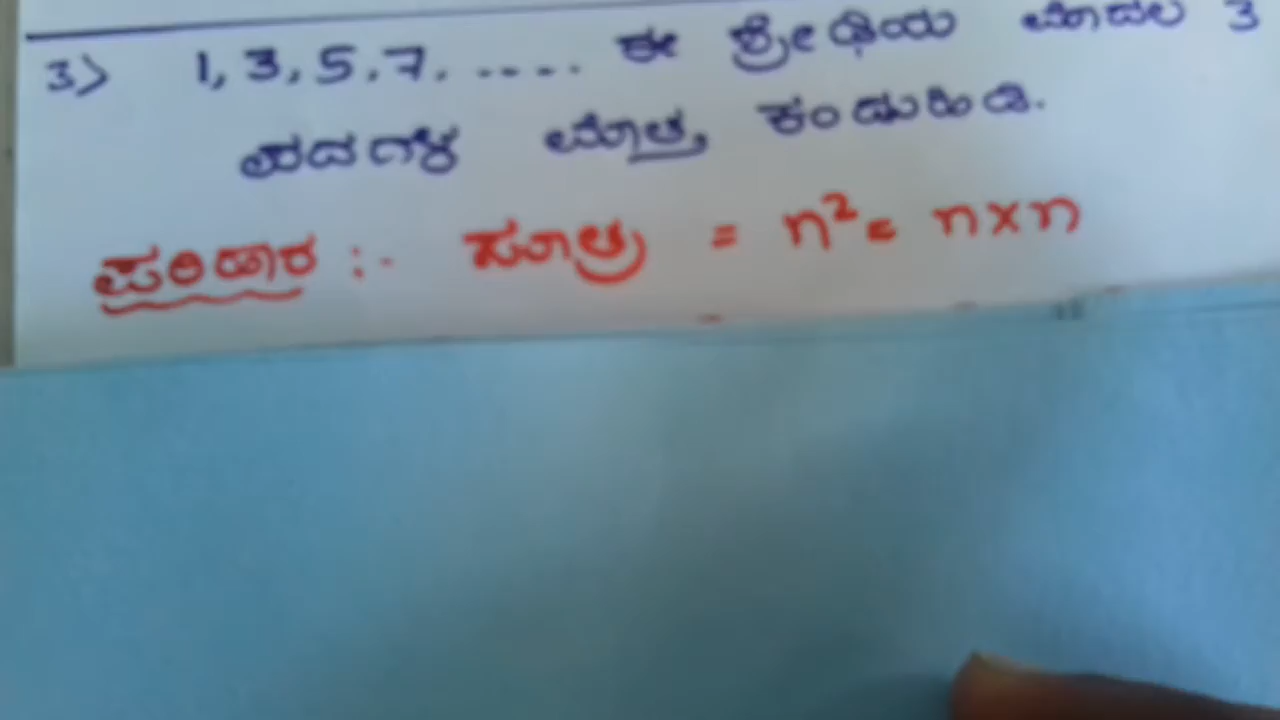 3) 1, 3, 5, 7, ---- ಈ ಶ್ರೇಢಿಯ ಮೊದಲ 3
ಪದಗಳ ಮೊತ್ತ ಕಂಡುಹಿಡಿ.
ಪರಿಹಾರ :- ಸೂತ್ರ = n² = n×n